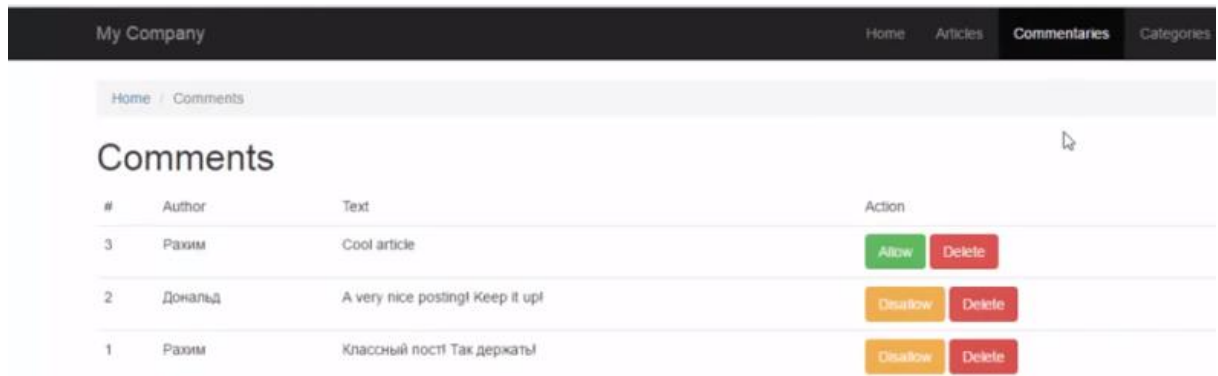 My Company Home Articles Commentaries Categories
Home / Comments
Comments
# Author Text Action
3 Рахим Cool article Allow Delete
2 Дональд A very nice posting! Keep it up! Disallow Delete
1 Рахим Классный пост! Так держать! Disallow Delete